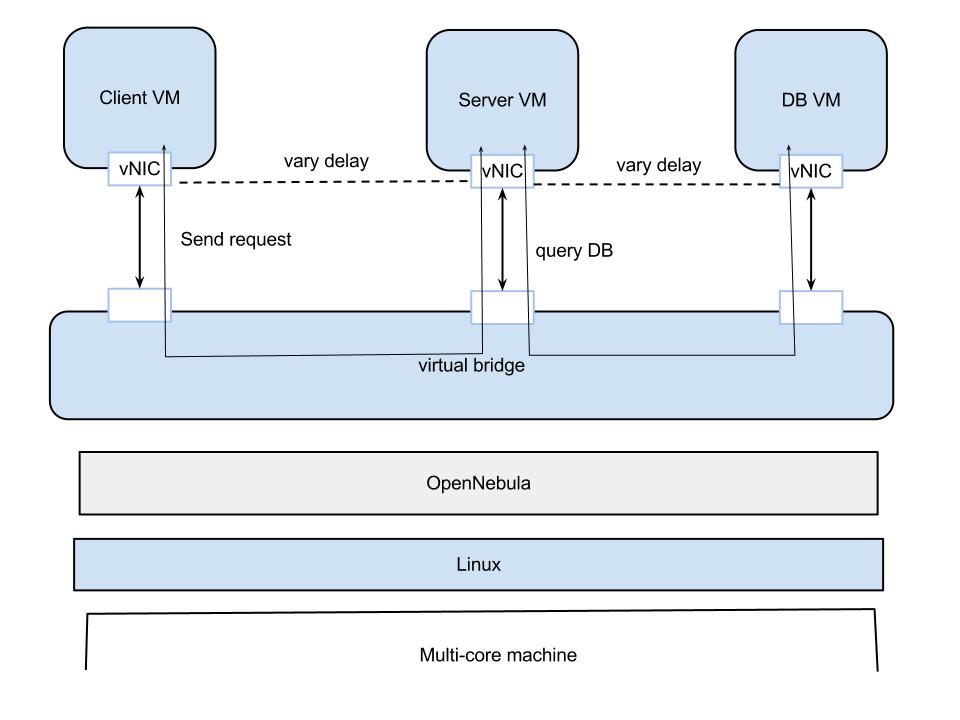 Client VM
Server VM
DB VM
vNIC
vary delay
vNIC
vary delay
vNIC
Send request
query DB
virtual bridge
OpenNebula
Linux
Multi-core machine